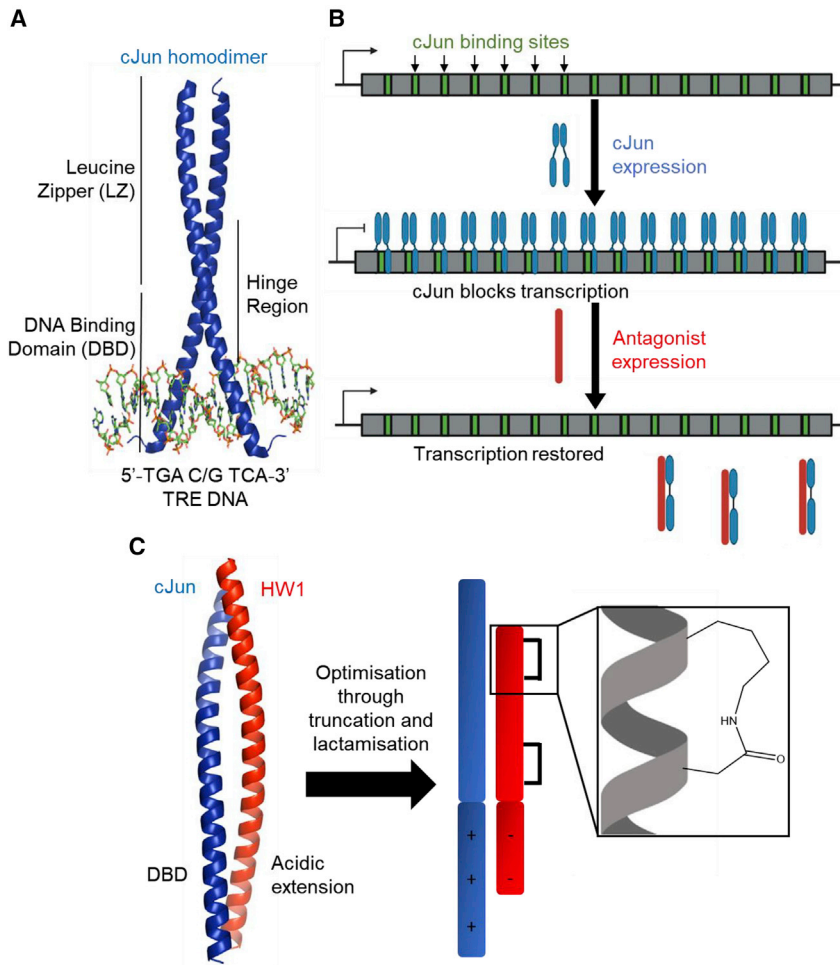 A
cJun homodimer
Leucine
Zipper (LZ)
Hinge
Region
DNA Binding
Domain (DBD)
5'-TGA C/G TCA-3'
TRE DNA
B
cJun binding sites
cJun
expression
cJun blocks transcription
Antagonist
expression
Transcription restored
C
cJun
HW1
DBD
Acidic
extension
Optimisation
through
truncation and
lactamisation
+
+
+
-
-
HN
O